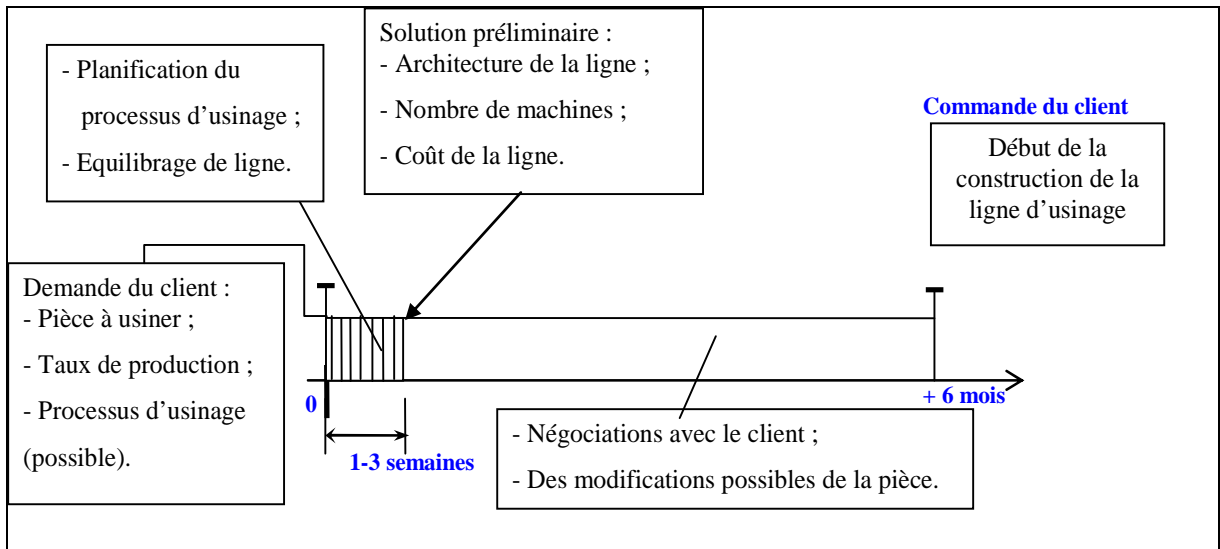 - Planification du
processus d'usinage ;
- Equilibrage de ligne.
Solution préliminaire :
- Architecture de la ligne ;
- Nombre de machines ;
- Coût de la ligne.
Commande du client
Début de la
construction de la
ligne d'usinage
Demande du client :
- Pièce à usiner ;
- Taux de production ;
- Processus d'usinage
(possible).
0
+ 6 mois
1-3 semaines
- Négociations avec le client ;
- Des modifications possibles de la pièce.